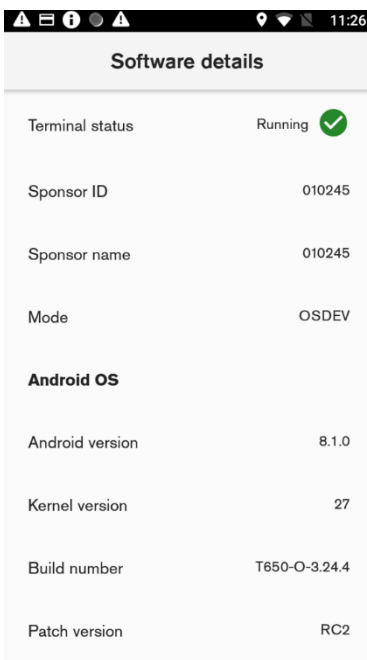 11:26
Software details
Terminal status Running
Sponsor ID 010245
Sponsor name 010245
Mode OSDEV
Android OS
Android version 8.1.0
Kernel version 27
Build number T650-O-3.24.4
Patch version RC2